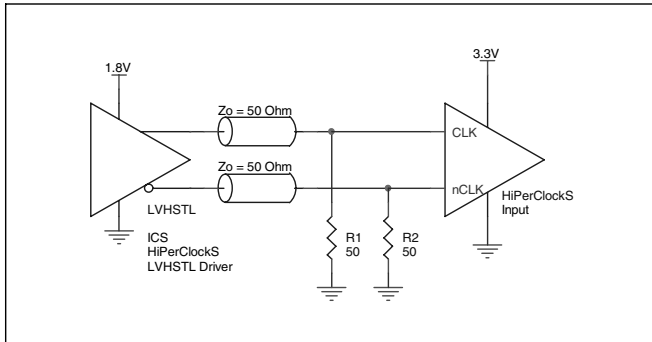 1.8V
3.3V
Zo = 50 Ohm
CLK
Zo = 50 Ohm
nCLK
HiPerClockS
Input
LVHSTL
ICS
HiPerClockS
LVHSTL Driver
R1
50
R2
50